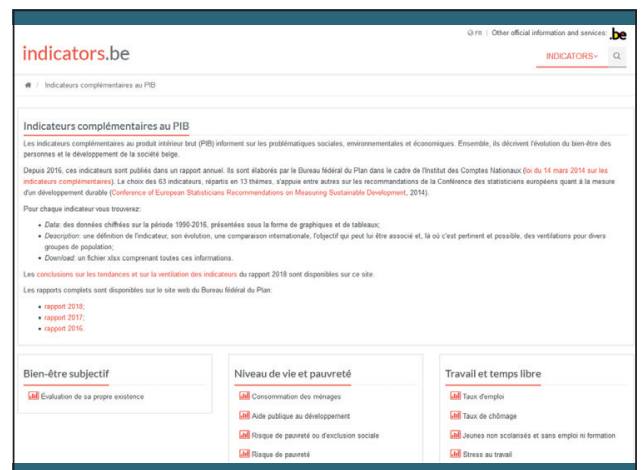 FR | Other official information and services: .be
indicators.be
INDICATORS
/ Indicateurs complémentaires au PIB
Indicateurs complémentaires au PIB
Les indicateurs complémentaires au produit intérieur brut (PIB) informent sur les problématiques sociales, environnementales et économiques. Ensemble, ils décrivent l'évolution du bien-être des
personnes et le développement de la société belge.
Depuis 2016, ces indicateurs sont publiés dans un rapport annuel. Ils sont élaborés par le Bureau fédéral du Plan dans le cadre de l'Institut des Comptes Nationaux (loi du 14 mars 2014 sur les
indicateurs complémentaires). Le choix des 63 indicateurs, répartis en 13 thèmes, s'appuie entre autres sur les recommandations de la Conférence des statisticiens européens quant à la mesure
d'un développement durable (Conference of European Statisticians Recommendations on Measuring Sustainable Development, 2014).
Pour chaque indicateur vous trouverez:
• Data: des données chiffrées sur la période 1990-2016, présentées sous la forme de graphiques et de tableaux;
• Description: une définition de l'indicateur, son évolution, une comparaison internationale, l'objectif qui peut lui être associé et, là où c'est pertinent et possible, des ventilations pour divers
groupes de population;
• Download: un fichier xlsx comprenant toutes ces informations.
Les conclusions sur les tendances et sur la ventilation des indicateurs du rapport 2018 sont disponibles sur ce site.
Les rapports complets sont disponibles sur le site web du Bureau fédéral du Plan:
• rapport 2018;
• rapport 2017;
• rapport 2016.
Bien-être subjectif
Évaluation de sa propre existence
Niveau de vie et pauvreté
Consommation des ménages
Aide publique au développement
Risque de pauvreté ou d'exclusion sociale
Risque de pauvreté
Travail et temps libre
Taux d'emploi
Taux de chômage
Jeunes non scolarisés et sans emploi ni formation
Stress au travail